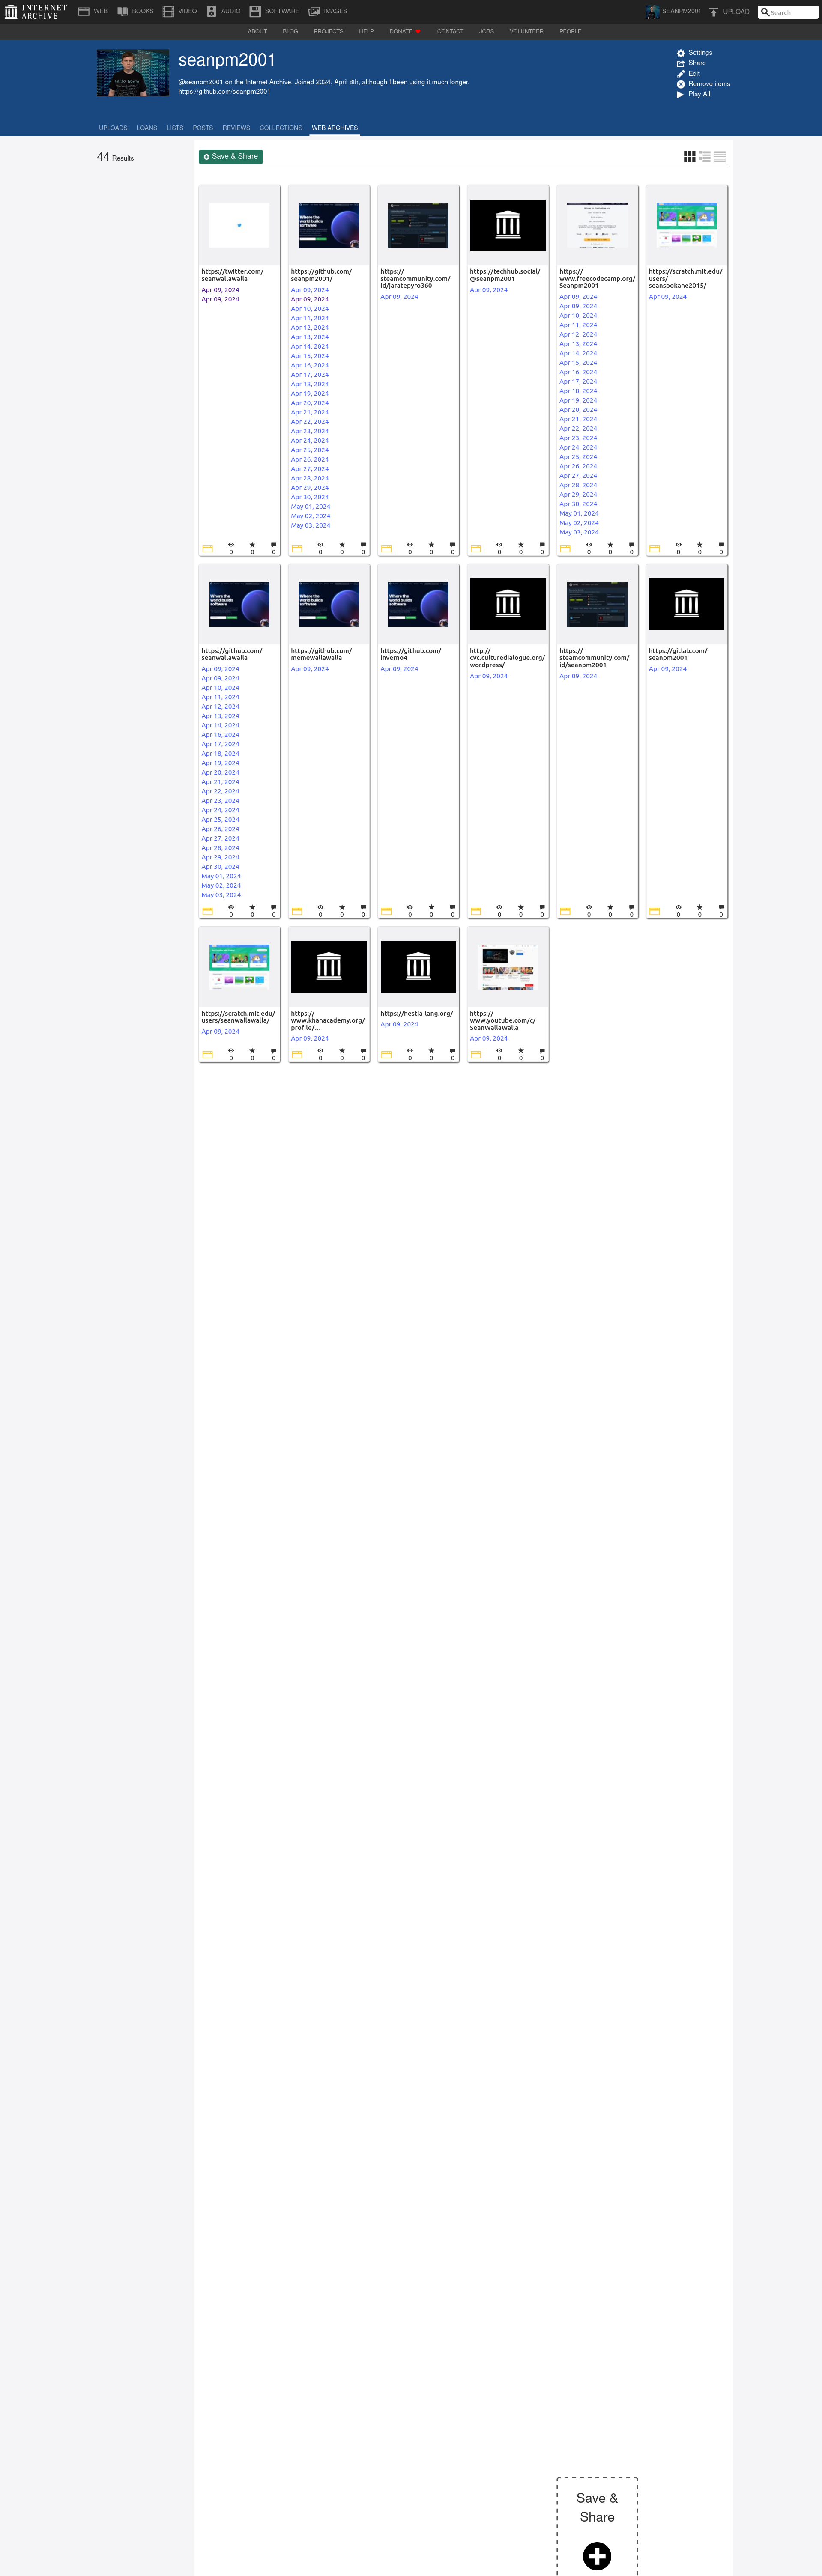 INTERNET ARCHIVE WEB BOOKS VIDEO AUDIO SOFTWARE IMAGES SEANPM2001 UPLOAD Search
ABOUT BLOG PROJECTS HELP DONATE CONTACT JOBS VOLUNTEER PEOPLE
seanpm2001
@seanpm2001 on the Internet Archive. Joined 2024, April 8th, although I been using it much longer.
https://github.com/seanpm2001
Settings
Share
Edit
Remove items
Play All
UPLOADS LOANS LISTS POSTS REVIEWS COLLECTIONS WEB ARCHIVES
44 Results
Save & Share
https://twitter.com/
seanwallawalla
Apr 09, 2024
Apr 09, 2024
0 0 0
Where the
world builds
software
https://github.com/
seanpm2001/
Apr 09, 2024
Apr 09, 2024
Apr 10, 2024
Apr 11, 2024
Apr 12, 2024
Apr 13, 2024
Apr 14, 2024
Apr 15, 2024
Apr 16, 2024
Apr 17, 2024
Apr 18, 2024
Apr 19, 2024
Apr 20, 2024
Apr 21, 2024
Apr 22, 2024
Apr 23, 2024
Apr 24, 2024
Apr 25, 2024
Apr 26, 2024
Apr 27, 2024
Apr 28, 2024
Apr 29, 2024
Apr 30, 2024
May 01, 2024
May 02, 2024
May 03, 2024
0 0 0
https://
steamcommunity.com/
id/jaratepyro360
Apr 09, 2024
0 0 0
https://techhub.social/
@seanpm2001
Apr 09, 2024
0 0 0
https://
www.freecodecamp.org/
Seanpm2001
Apr 09, 2024
Apr 09, 2024
Apr 10, 2024
Apr 11, 2024
Apr 12, 2024
Apr 13, 2024
Apr 14, 2024
Apr 15, 2024
Apr 16, 2024
Apr 17, 2024
Apr 18, 2024
Apr 19, 2024
Apr 20, 2024
Apr 21, 2024
Apr 22, 2024
Apr 23, 2024
Apr 24, 2024
Apr 25, 2024
Apr 26, 2024
Apr 27, 2024
Apr 28, 2024
Apr 29, 2024
Apr 30, 2024
May 01, 2024
May 02, 2024
May 03, 2024
0 0 0
https://scratch.mit.edu/
users/
seanspokane2015/
Apr 09, 2024
0 0 0
Where the
world builds
software
https://github.com/
seanwallawalla
Apr 09, 2024
Apr 09, 2024
Apr 10, 2024
Apr 11, 2024
Apr 12, 2024
Apr 13, 2024
Apr 14, 2024
Apr 16, 2024
Apr 17, 2024
Apr 18, 2024
Apr 19, 2024
Apr 20, 2024
Apr 21, 2024
Apr 22, 2024
Apr 23, 2024
Apr 24, 2024
Apr 25, 2024
Apr 26, 2024
Apr 27, 2024
Apr 28, 2024
Apr 29, 2024
Apr 30, 2024
May 01, 2024
May 02, 2024
May 03, 2024
0 0 0
Where the
world builds
software
https://github.com/
memewallawalla
Apr 09, 2024
0 0 0
Where the
world builds
software
https://github.com/
inverno4
Apr 09, 2024
0 0 0
http://
cvc.culturedialogue.org/
wordpress/
Apr 09, 2024
0 0 0
https://
steamcommunity.com/
id/seanpm2001
Apr 09, 2024
0 0 0
https://gitlab.com/
seanpm2001
Apr 09, 2024
0 0 0
https://scratch.mit.edu/
users/seanwallawalla/
Apr 09, 2024
0 0 0
https://
www.khanacademy.org/
profile/...
Apr 09, 2024
0 0 0
https://hestia-lang.org/
Apr 09, 2024
0 0 0
https://
www.youtube.com/c/
SeanWallaWalla
Apr 09, 2024
0 0 0
Save &
Share